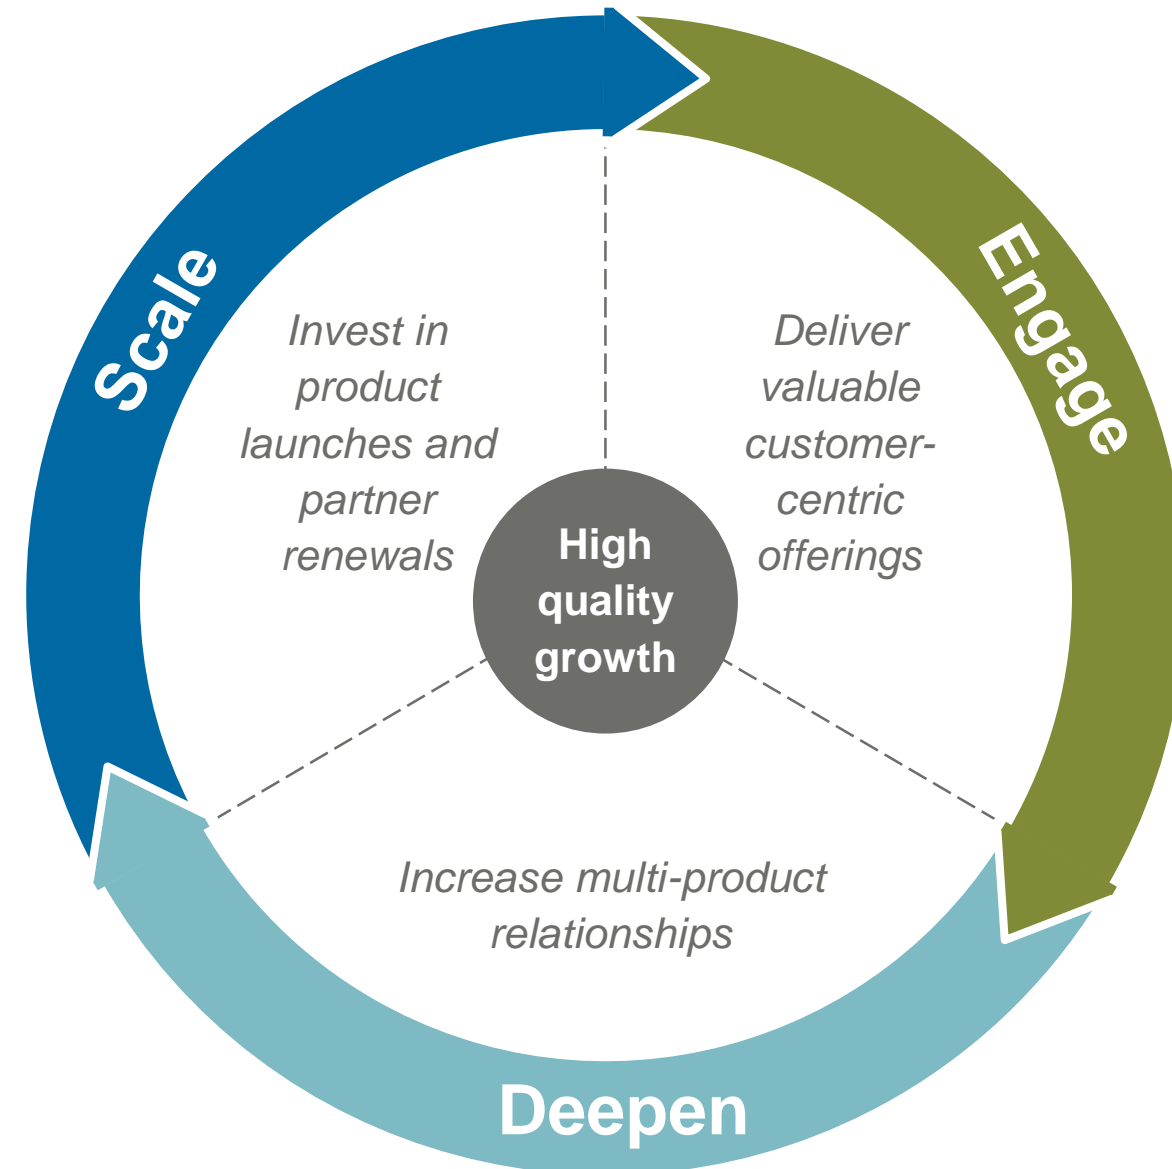 Scale
Invest in
product
launches and
partner
renewals
Engage
Deliver
valuable
customer-
centric
offerings
High
quality
growth
Increase multi-product
relationships
Deepen